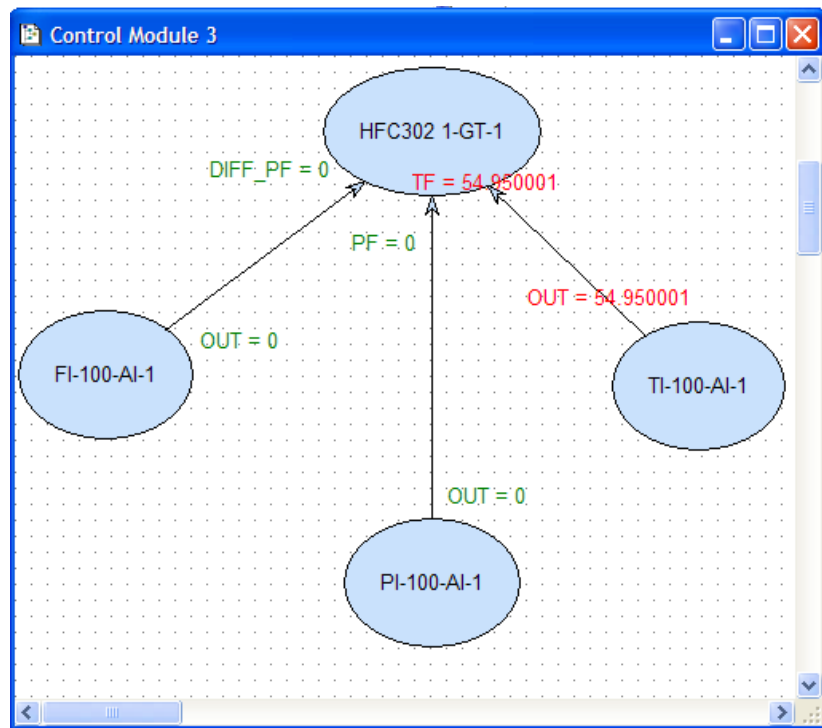 Control Module 3
HFC302 1-GT-1
DIFF_PF = 0
TF = 54.950001
PF = 0
OUT = 54.950001
OUT = 0
FI-100-AI-1
TI-100-AI-1
OUT = 0
PI-100-AI-1